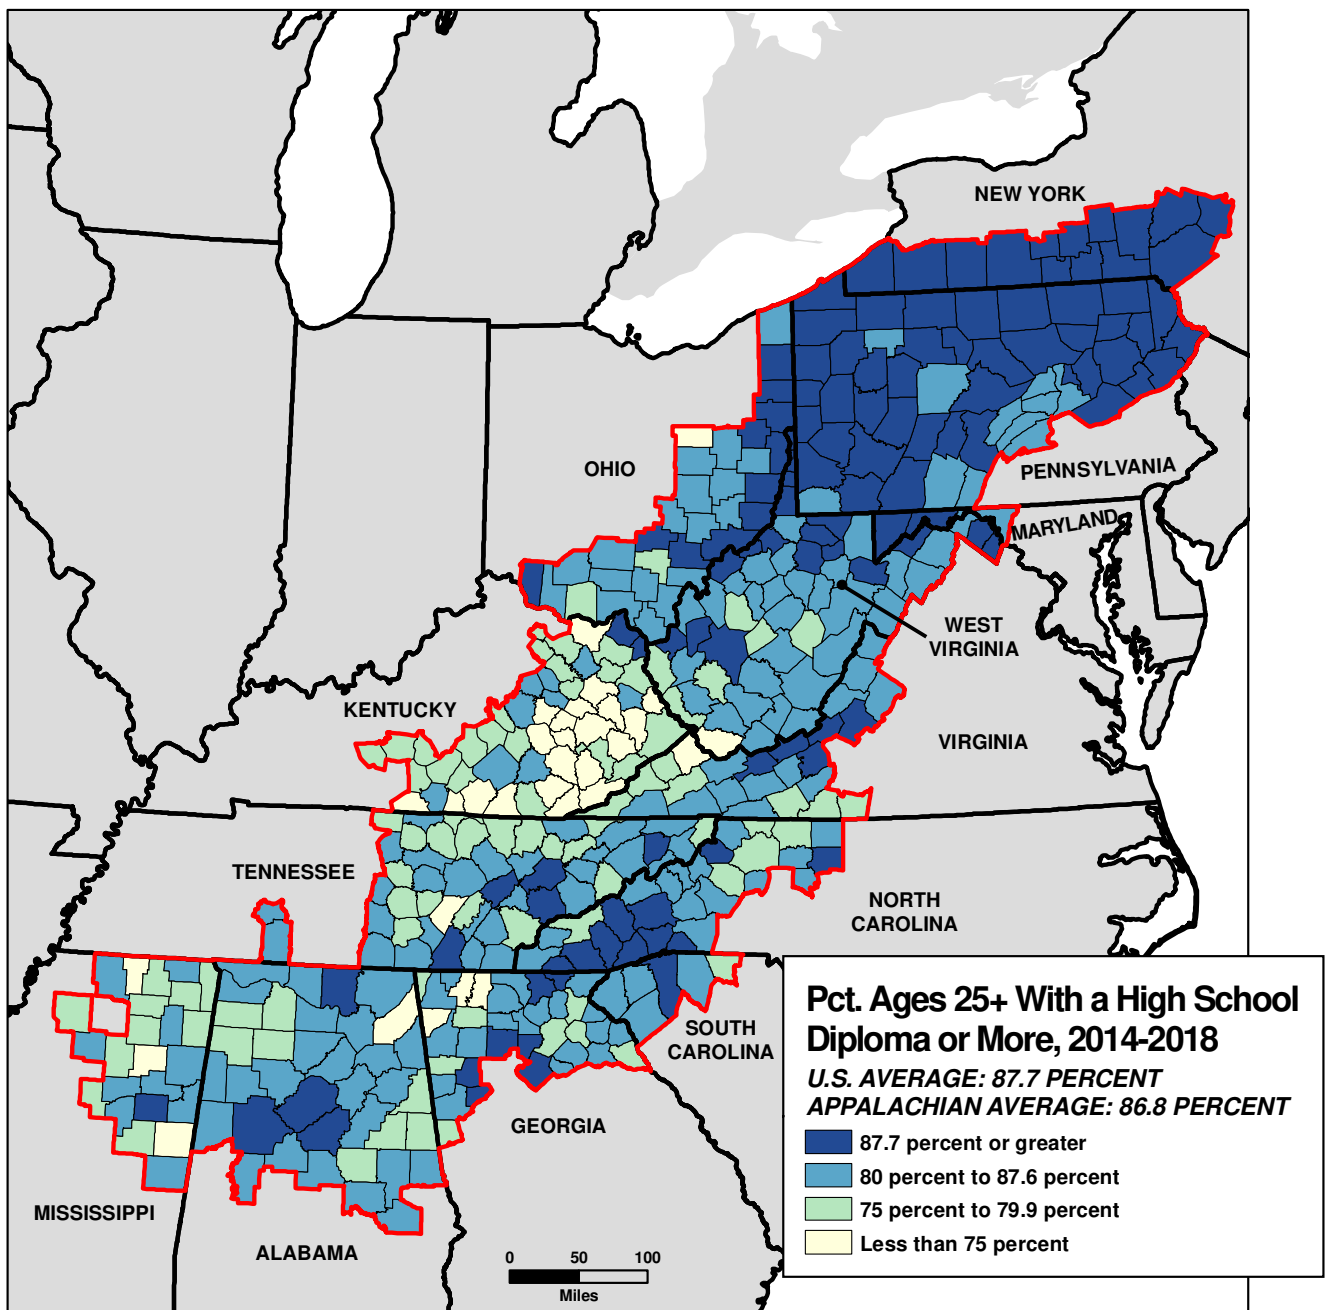 NEW YORK
OHIO
PENNSYLVANIA
MARYLAND
WEST
VIRGINIA
KENTUCKY
VIRGINIA
TENNESSEE
NORTH
CAROLINA
SOUTH
CAROLINA
GEORGIA
MISSISSIPPI
ALABAMA
0 50 100
Miles
Pct. Ages 25+ With a High School
Diploma or More, 2014-2018
U.S. AVERAGE: 87.7 PERCENT
APPALACHIAN AVERAGE: 86.8 PERCENT
87.7 percent or greater
80 percent to 87.6 percent
75 percent to 79.9 percent
Less than 75 percent